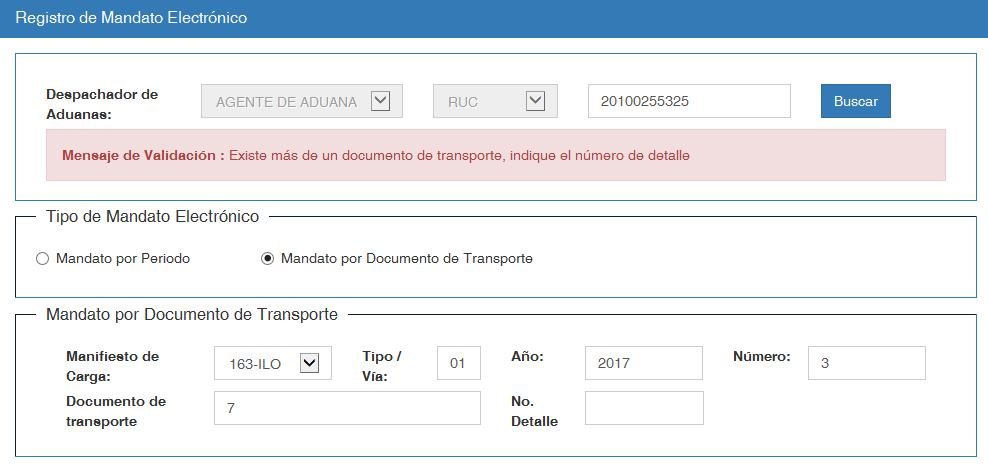 Registro de Mandato Electrónico
Despachador de Aduanas: AGENTE DE ADUANA RUC 20100255325 Buscar
Mensaje de Validación : Existe más de un documento de transporte, indique el número de detalle
Tipo de Mandato Electrónico
Mandato por Periodo Mandato por Documento de Transporte
Mandato por Documento de Transporte
Manifiesto de Carga: 163-ILO Tipo / Vía: 01 Año: 2017 Número: 3
Documento de transporte 7 No. Detalle